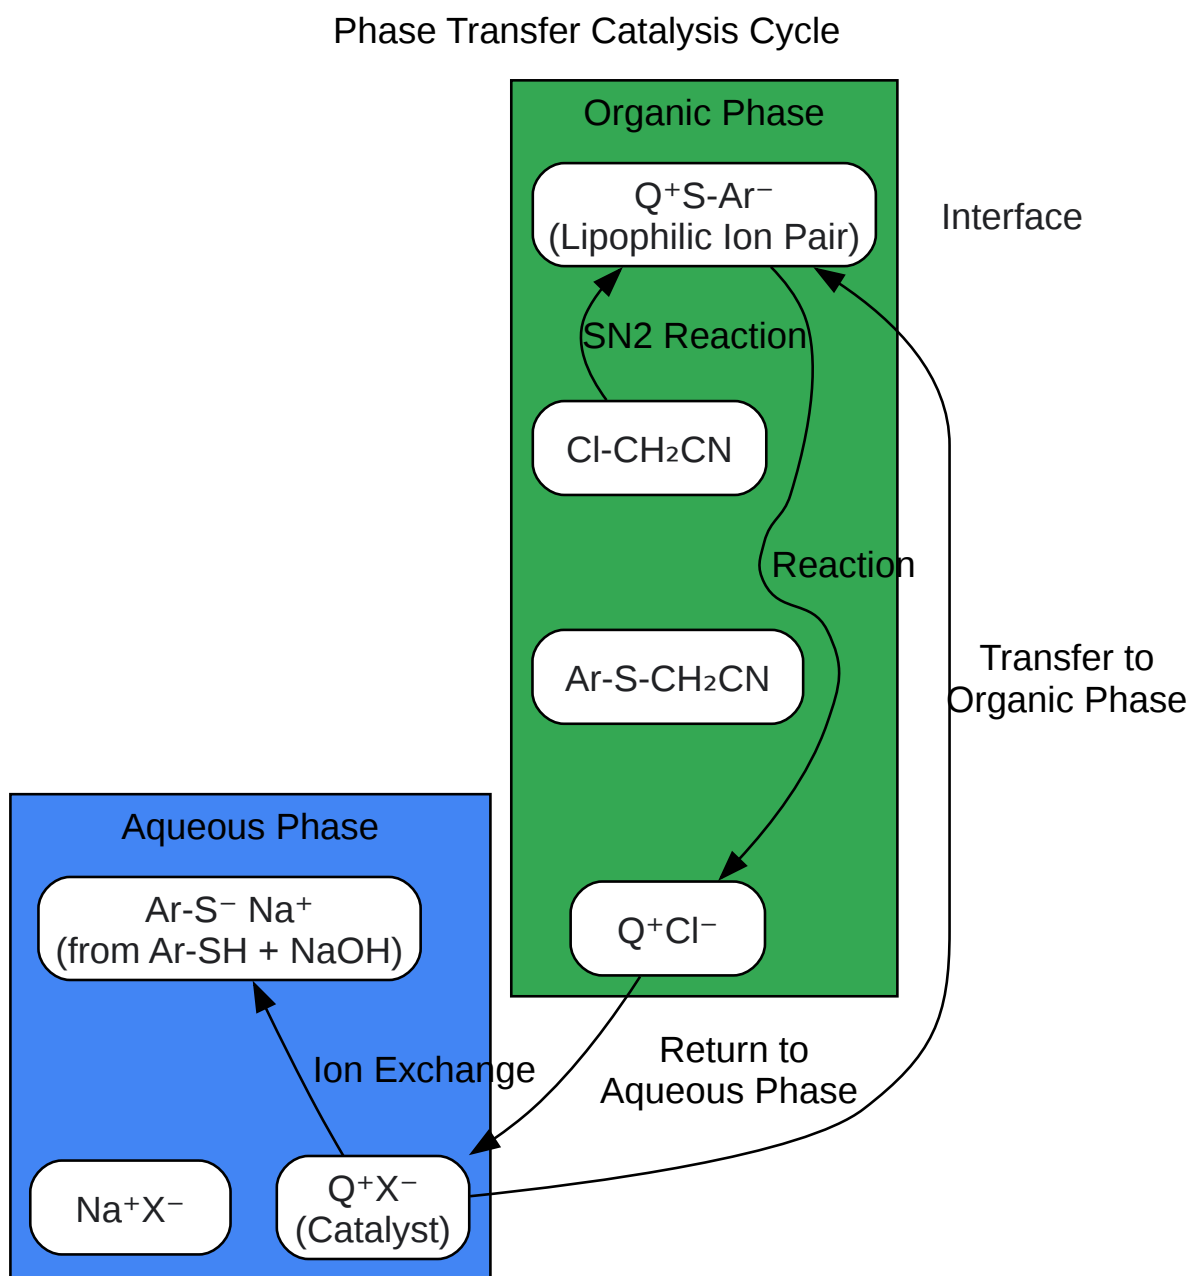 Phase Transfer Catalysis Cycle
Organic Phase
Q⁺S-Ar⁻
(Lipophilic Ion Pair)
Interface
SN2 Reaction
Cl-CH₂CN
Reaction
Ar-S-CH₂CN
Transfer to
Organic Phase
Aqueous Phase
Ar-S⁻ Na⁺
(from Ar-SH + NaOH)
Q⁺Cl⁻
Ion Exchange
Return to
Aqueous Phase
Na⁺X⁻
Q⁺X⁻
(Catalyst)